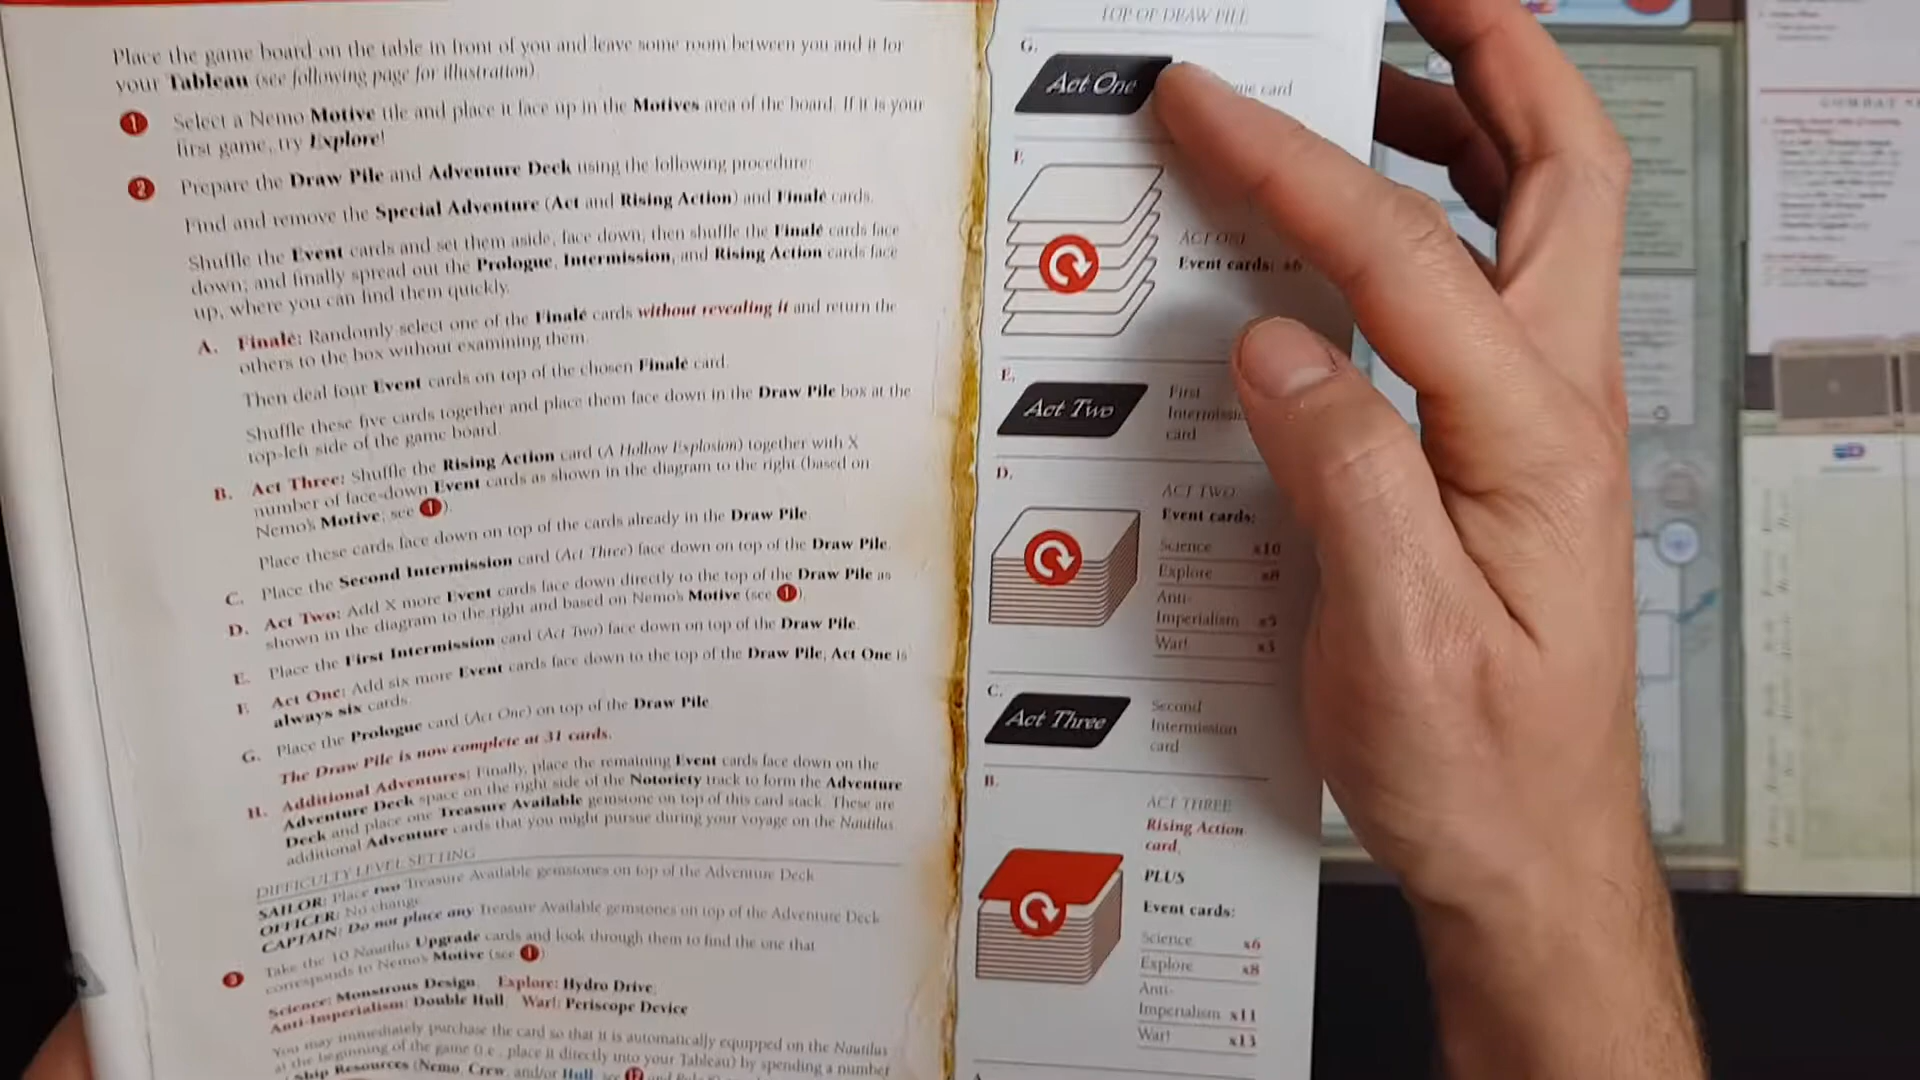 Place the game board on the table in front of you and leave some room between you and it for
your Tableau (see following page for illustration).
1 Select a Nemo Motive tile and place it face up in the Motives area of the board. If it is your
first game, try Explore!
2 Prepare the Draw Pile and Adventure Deck using the following procedure:
Find and remove the Special Adventure (Act and Rising Action) and Finalé cards.
Shuffle the Event cards and set them aside, face down; then shuffle the Finalé cards face
down; and finally spread out the Prologue, Intermission, and Rising Action cards face
up, where you can find them quickly.
A. Finalé: Randomly select one of the Finalé cards without revealing it and return the
others to the box without examining them.
Then deal four Event cards on top of the chosen Finalé card.
Shuffle these five cards together and place them face down in the Draw Pile box at the
top-left side of the game board.
B. Act Three: Shuffle the Rising Action card (A Hollow Explosion) together with X
number of face-down Event cards as shown in the diagram to the right (based on
Nemo's Motive; see 1).
Place these cards face down on top of the cards already in the Draw Pile.
C. Place the Second Intermission card (Act Three) face down on top of the Draw Pile.
D. Act Two: Add X more Event cards face down directly to the top of the Draw Pile as
shown in the diagram to the right and based on Nemo's Motive (see 1).
E. Place the First Intermission card (Act Two) face down on top of the Draw Pile.
F. Act One: Add six more Event cards face down to the top of the Draw Pile; Act One is
always six cards.
G. Place the Prologue card (Act One) on top of the Draw Pile.
The Draw Pile is now complete at 31 cards.
H. Additional Adventures: Finally, place the remaining Event cards face down on the
Adventure Deck space on the right side of the Notoriety track to form the Adventure
Deck and place one Treasure Available gemstone on top of this card stack. These are
additional Adventure cards that you might pursue during your voyage on the Nautilus.
DIFFICULTY LEVEL SETTING
SAILOR: Place two Treasure Available gemstones on top of the Adventure Deck
OFFICER: No change
CAPTAIN: Do not place any Treasure Available gemstones on top of the Adventure Deck
3 Take the 10 Nautilus Upgrade cards and look through them to find the one that
corresponds to Nemo's Motive (see 1)
Science: Monstrous Design, Explore: Hydro Drive,
Anti-Imperialism: Double Hull, War!: Periscope Device
You may immediately purchase the card so that it is automatically equipped on the Nautilus
at the beginning of the game (i.e., place it directly into your Tableau) by spending a number
Ship Resources (Nemo, Crew, and/or Hull, see 12 and
TOP OF DRAW PILE
G.
Act One
card
F.
ACT ONE
Event cards: x6
E.
Act Two
First
card
D.
ACT TWO
Event cards:
Science x10
Explore x8
Anti-
Imperialism x5
War! x3
C.
Act Three
Second
Intermission
card
B.
ACT THREE
Rising Action
card,
PLUS
Event cards:
Science x6
Explore x8
Anti-
Imperialism x11
War! x13